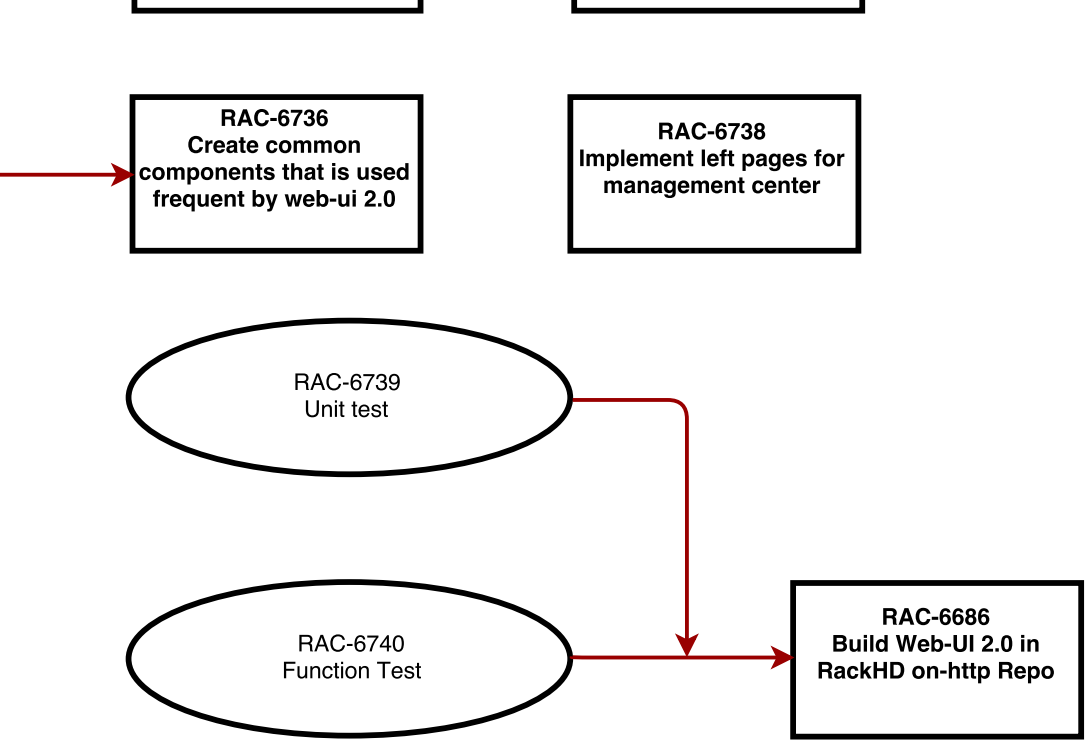 RAC-6736
Create common
components that is used
frequent by web-ui 2.0
RAC-6738
Implement left pages for
management center
RAC-6739
Unit test
RAC-6740
Function Test
RAC-6686
Build Web-UI 2.0 in
RackHD on-http Repo